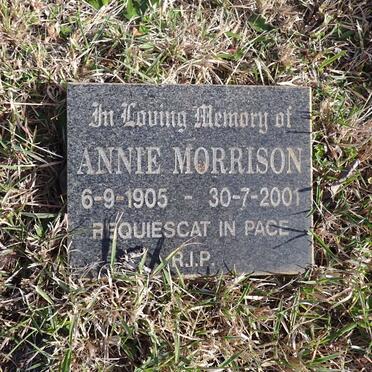 In Loving Memory of
ANNIE MORRISON
6-9-1905 - 30-7-2001
REQUIESCAT IN PACE
R.I.P.